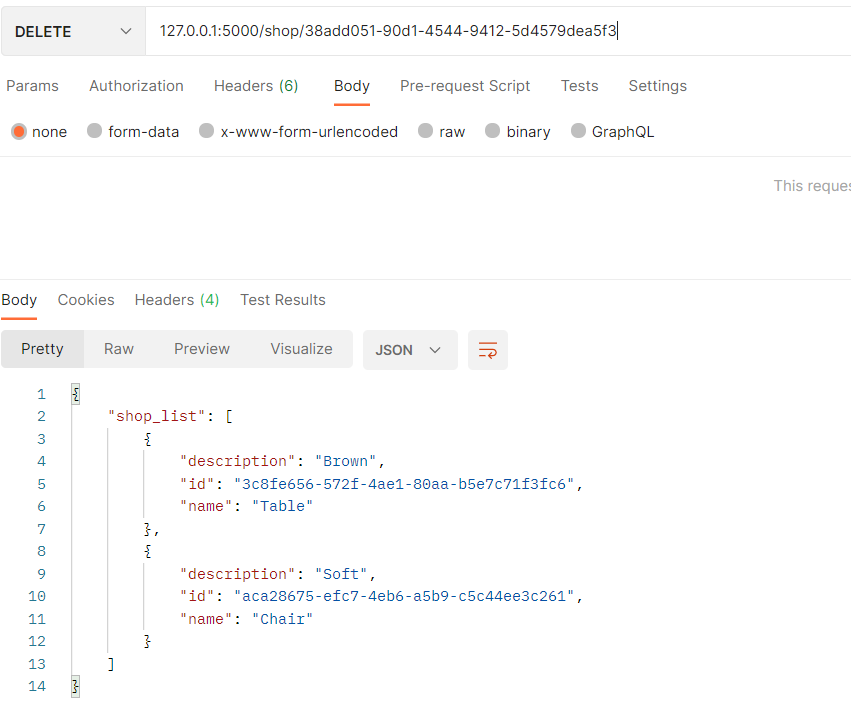 DELETE 127.0.0.1:5000/shop/38add051-90d1-4544-9412-5d4579dea5f3
Params Authorization Headers (6) Body Pre-request Script Tests Settings
none form-data x-www-form-urlencoded raw binary GraphQL
This reques
Body Cookies Headers (4) Test Results
Pretty Raw Preview Visualize JSON
1 {
2 "shop_list": [
3 {
4 "description": "Brown",
5 "id": "3c8fe656-572f-4ae1-80aa-b5e7c71f3fc6",
6 "name": "Table"
7 },
8 {
9 "description": "Soft",
10 "id": "aca28675-efc7-4eb6-a5b9-c5c44ee3c261",
11 "name": "Chair"
12 }
13 ]
14 }